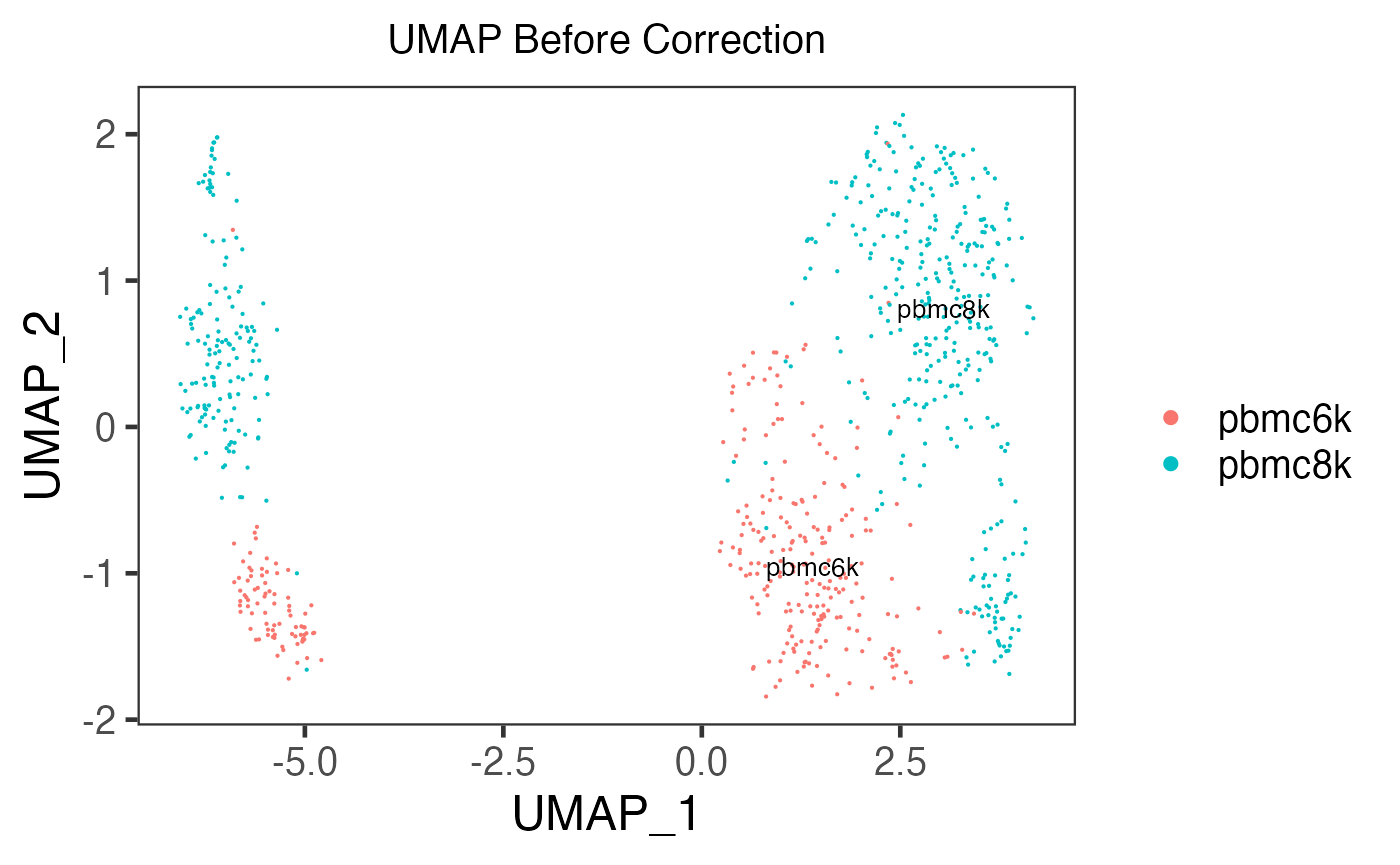 UMAP Before Correction
UMAP_2
2
1
0
-1
-2
pbmc8k
pbmc6k
-5.0 -2.5 0.0 2.5
UMAP_1
pbmc6k
pbmc8k